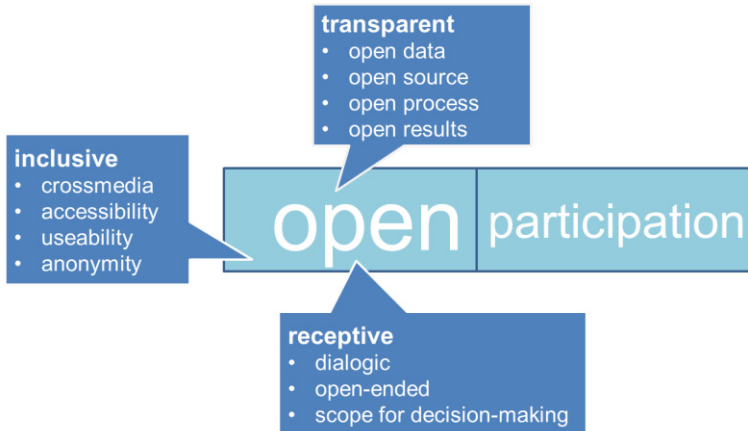 transparent
• open data
• open source
• open process
• open results
inclusive
• crossmedia
• accessibility
• useability
• anonymity
open participation
receptive
• dialogic
• open-ended
• scope for decision-making